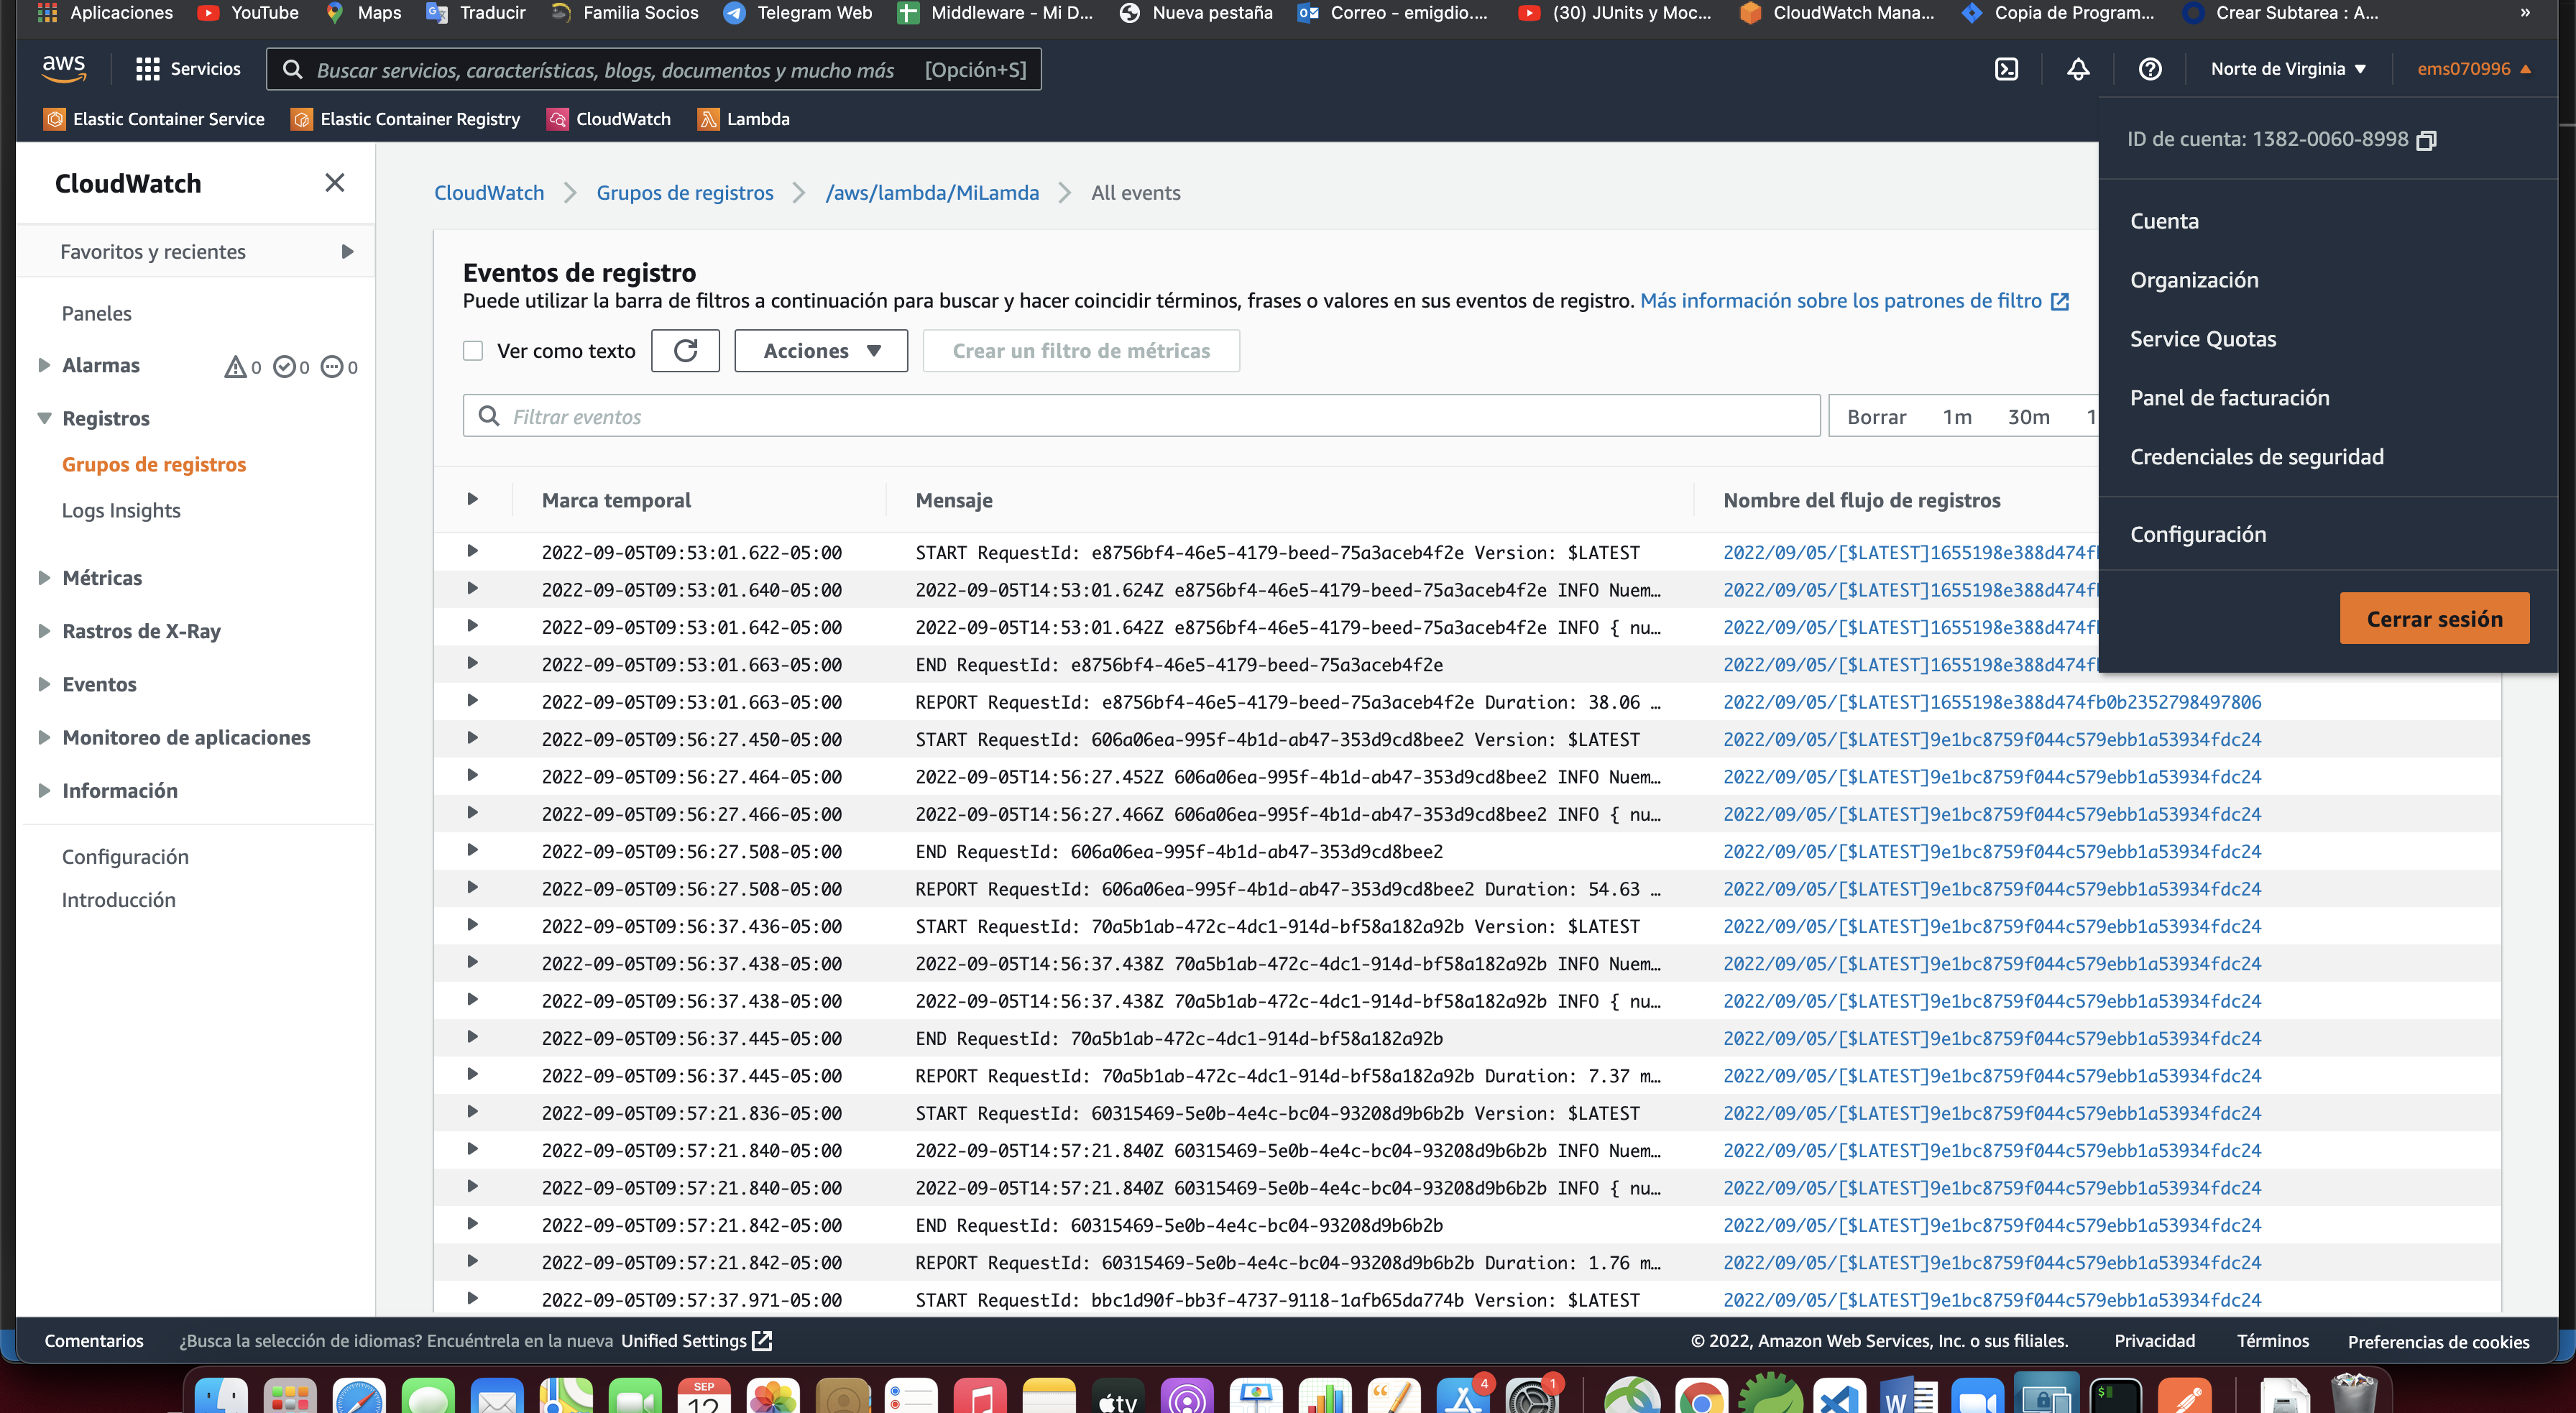 Aplicaciones YouTube Maps Traducir Familia Socios Telegram Web Middleware - Mi D... Nueva pestaña Correo - emigdio.... (30) JUnits y Moc... CloudWatch Mana... Copia de Program... Crear Subtarea : A... »
aws Servicios Buscar servicios, características, blogs, documentos y mucho más [Opción+S] Norte de Virginia ems070996
Elastic Container Service Elastic Container Registry CloudWatch Lambda
ID de cuenta: 1382-0060-8998
Cuenta
Organización
Service Quotas
Panel de facturación
Credenciales de seguridad
Configuración
Cerrar sesión
CloudWatch
Favoritos y recientes
Paneles
Alarmas 0 0 0
Registros
Grupos de registros
Logs Insights
Métricas
Rastros de X-Ray
Eventos
Monitoreo de aplicaciones
Información
Configuración
Introducción
CloudWatch Grupos de registros /aws/lambda/MiLamda All events
Eventos de registro
Puede utilizar la barra de filtros a continuación para buscar y hacer coincidir términos, frases o valores en sus eventos de registro. Más información sobre los patrones de filtro
Ver como texto Acciones Crear un filtro de métricas
Filtrar eventos Borrar 1m 30m 1
Marca temporal Mensaje Nombre del flujo de registros
2022-09-05T09:53:01.622-05:00 START RequestId: e8756bf4-46e5-4179-beed-75a3aceb4f2e Version: $LATEST 2022/09/05/[$LATEST]1655198e388d474f
2022-09-05T09:53:01.640-05:00 2022-09-05T14:53:01.624Z e8756bf4-46e5-4179-beed-75a3aceb4f2e INFO Nuem… 2022/09/05/[$LATEST]1655198e388d474f
2022-09-05T09:53:01.642-05:00 2022-09-05T14:53:01.642Z e8756bf4-46e5-4179-beed-75a3aceb4f2e INFO { nu… 2022/09/05/[$LATEST]1655198e388d474f
2022-09-05T09:53:01.663-05:00 END RequestId: e8756bf4-46e5-4179-beed-75a3aceb4f2e 2022/09/05/[$LATEST]1655198e388d474f
2022-09-05T09:53:01.663-05:00 REPORT RequestId: e8756bf4-46e5-4179-beed-75a3aceb4f2e Duration: 38.06 … 2022/09/05/[$LATEST]1655198e388d474fb0b2352798497806
2022-09-05T09:56:27.450-05:00 START RequestId: 606a06ea-995f-4b1d-ab47-353d9cd8bee2 Version: $LATEST 2022/09/05/[$LATEST]9e1bc8759f044c579ebb1a53934fdc24
2022-09-05T09:56:27.464-05:00 2022-09-05T14:56:27.452Z 606a06ea-995f-4b1d-ab47-353d9cd8bee2 INFO Nuem… 2022/09/05/[$LATEST]9e1bc8759f044c579ebb1a53934fdc24
2022-09-05T09:56:27.466-05:00 2022-09-05T14:56:27.466Z 606a06ea-995f-4b1d-ab47-353d9cd8bee2 INFO { nu… 2022/09/05/[$LATEST]9e1bc8759f044c579ebb1a53934fdc24
2022-09-05T09:56:27.508-05:00 END RequestId: 606a06ea-995f-4b1d-ab47-353d9cd8bee2 2022/09/05/[$LATEST]9e1bc8759f044c579ebb1a53934fdc24
2022-09-05T09:56:27.508-05:00 REPORT RequestId: 606a06ea-995f-4b1d-ab47-353d9cd8bee2 Duration: 54.63 … 2022/09/05/[$LATEST]9e1bc8759f044c579ebb1a53934fdc24
2022-09-05T09:56:37.436-05:00 START RequestId: 70a5b1ab-472c-4dc1-914d-bf58a182a92b Version: $LATEST 2022/09/05/[$LATEST]9e1bc8759f044c579ebb1a53934fdc24
2022-09-05T09:56:37.438-05:00 2022-09-05T14:56:37.438Z 70a5b1ab-472c-4dc1-914d-bf58a182a92b INFO Nuem… 2022/09/05/[$LATEST]9e1bc8759f044c579ebb1a53934fdc24
2022-09-05T09:56:37.438-05:00 2022-09-05T14:56:37.438Z 70a5b1ab-472c-4dc1-914d-bf58a182a92b INFO { nu… 2022/09/05/[$LATEST]9e1bc8759f044c579ebb1a53934fdc24
2022-09-05T09:56:37.445-05:00 END RequestId: 70a5b1ab-472c-4dc1-914d-bf58a182a92b 2022/09/05/[$LATEST]9e1bc8759f044c579ebb1a53934fdc24
2022-09-05T09:56:37.445-05:00 REPORT RequestId: 70a5b1ab-472c-4dc1-914d-bf58a182a92b Duration: 7.37 m… 2022/09/05/[$LATEST]9e1bc8759f044c579ebb1a53934fdc24
2022-09-05T09:57:21.836-05:00 START RequestId: 60315469-5e0b-4e4c-bc04-93208d9b6b2b Version: $LATEST 2022/09/05/[$LATEST]9e1bc8759f044c579ebb1a53934fdc24
2022-09-05T09:57:21.840-05:00 2022-09-05T14:57:21.840Z 60315469-5e0b-4e4c-bc04-93208d9b6b2b INFO Nuem… 2022/09/05/[$LATEST]9e1bc8759f044c579ebb1a53934fdc24
2022-09-05T09:57:21.840-05:00 2022-09-05T14:57:21.840Z 60315469-5e0b-4e4c-bc04-93208d9b6b2b INFO { nu… 2022/09/05/[$LATEST]9e1bc8759f044c579ebb1a53934fdc24
2022-09-05T09:57:21.842-05:00 END RequestId: 60315469-5e0b-4e4c-bc04-93208d9b6b2b 2022/09/05/[$LATEST]9e1bc8759f044c579ebb1a53934fdc24
2022-09-05T09:57:21.842-05:00 REPORT RequestId: 60315469-5e0b-4e4c-bc04-93208d9b6b2b Duration: 1.76 m… 2022/09/05/[$LATEST]9e1bc8759f044c579ebb1a53934fdc24
2022-09-05T09:57:37.971-05:00 START RequestId: bbc1d90f-bb3f-4737-9118-1afb65da774b Version: $LATEST 2022/09/05/[$LATEST]9e1bc8759f044c579ebb1a53934fdc24
Comentarios ¿Busca la selección de idiomas? Encuéntrela en la nueva Unified Settings © 2022, Amazon Web Services, Inc. o sus filiales. Privacidad Términos Preferencias de cookies
SEP 12 tv 4 1 W $